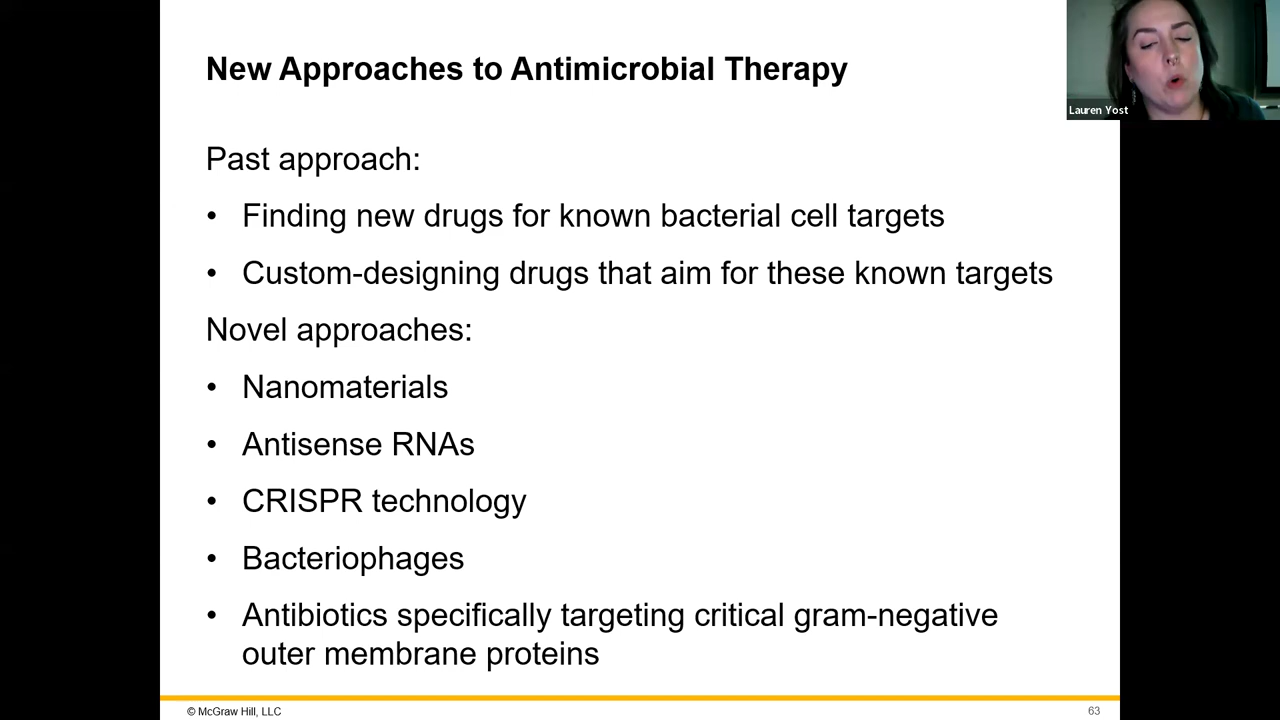 New Approaches to Antimicrobial Therapy
Lauren Yost
Past approach:
• Finding new drugs for known bacterial cell targets
• Custom-designing drugs that aim for these known targets
Novel approaches:
• Nanomaterials
• Antisense RNAs
• CRISPR technology
• Bacteriophages
• Antibiotics specifically targeting critical gram-negative
outer membrane proteins
© McGraw Hill, LLC
63